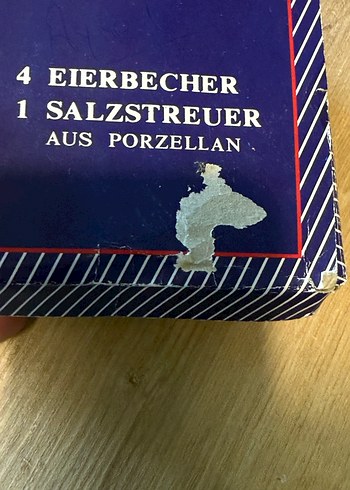 4 EIERBECHER
1 SALZSTREUER
AUS PORZELLAN